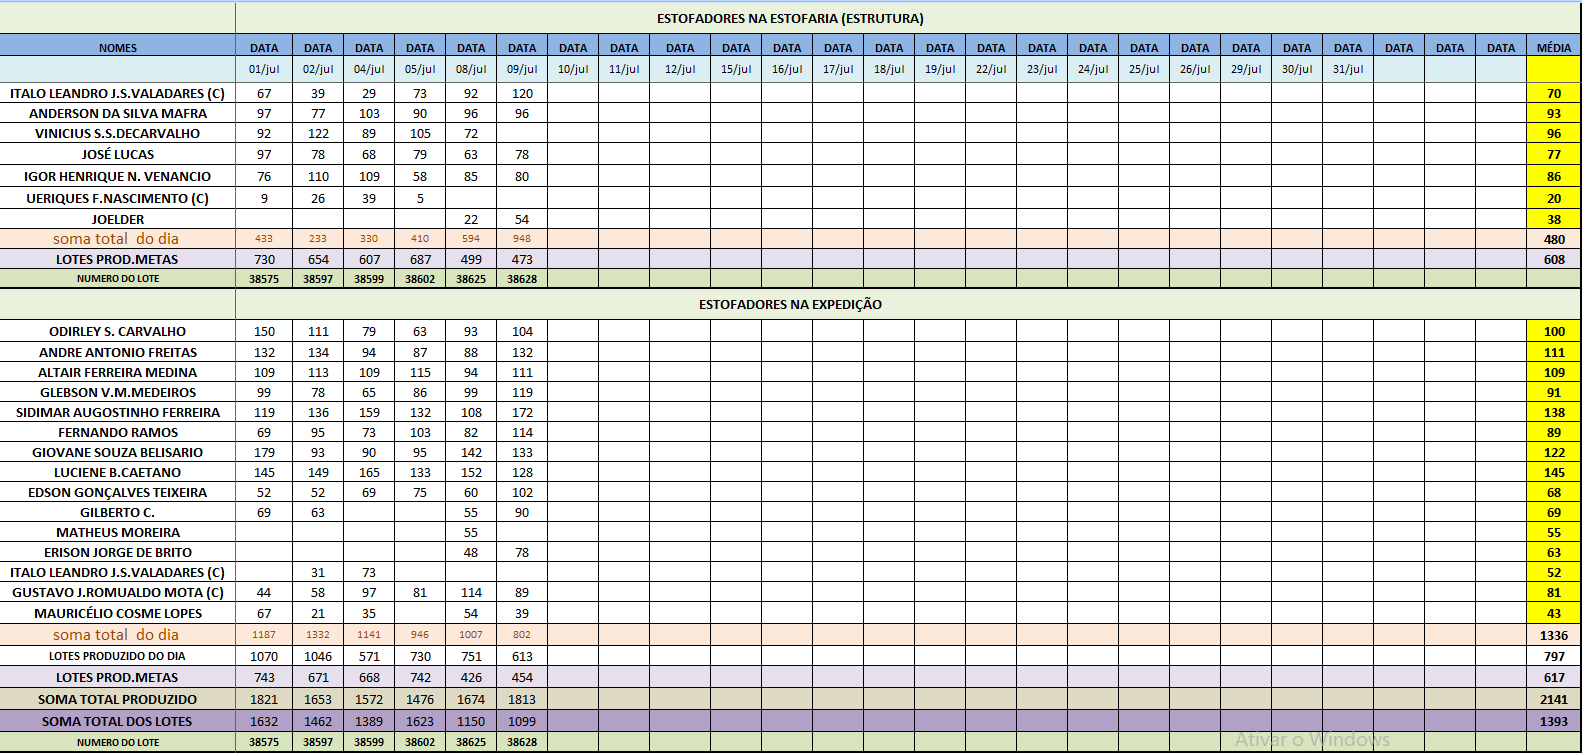 ESTOFADORES NA ESTOFARIA (ESTRUTURA)
NOMES DATA DATA DATA DATA DATA DATA DATA DATA DATA DATA DATA DATA DATA DATA DATA DATA DATA DATA DATA DATA DATA DATA DATA DATA DATA MÉDIA
01/jul 02/jul 04/jul 05/jul 08/jul 09/jul 10/jul 11/jul 12/jul 15/jul 16/jul 17/jul 18/jul 19/jul 22/jul 23/jul 24/jul 25/jul 26/jul 29/jul 30/jul 31/jul
ITALO LEANDRO J.S.VALADARES (C) 67 39 29 73 92 120 70
ANDERSON DA SILVA MAFRA 97 77 103 90 96 96 93
VINICIUS S.S.DECARVALHO 92 122 89 105 72 96
JOSÉ LUCAS 97 78 68 79 63 78 77
IGOR HENRIQUE N. VENANCIO 76 110 109 58 85 80 86
UERIQUES F.NASCIMENTO (C) 9 26 39 5 20
JOELDER 22 54 38
soma total do dia 433 233 330 410 594 948 480
LOTES PROD.METAS 730 654 607 687 499 473 608
NUMERO DO LOTE 38575 38597 38599 38602 38625 38628
ESTOFADORES NA EXPEDIÇÃO
ODIRLEY S. CARVALHO 150 111 79 63 93 104 100
ANDRE ANTONIO FREITAS 132 134 94 87 88 132 111
ALTAIR FERREIRA MEDINA 109 113 109 115 94 111 109
GLEBSON V.M.MEDEIROS 99 78 65 86 99 119 91
SIDIMAR AUGOSTINHO FERREIRA 119 136 159 132 108 172 138
FERNANDO RAMOS 69 95 73 103 82 114 89
GIOVANE SOUZA BELISARIO 179 93 90 95 142 133 122
LUCIENE B.CAETANO 145 149 165 133 152 128 145
EDSON GONÇALVES TEIXEIRA 52 52 69 75 60 102 68
GILBERTO C. 69 63 55 90 69
MATHEUS MOREIRA 55 55
ERISON JORGE DE BRITO 48 78 63
ITALO LEANDRO J.S.VALADARES (C) 31 73 52
GUSTAVO J.ROMUALDO MOTA (C) 44 58 97 81 114 89 81
MAURICÉLIO COSME LOPES 67 21 35 54 39 43
soma total do dia 1187 1332 1141 946 1007 802 1336
LOTES PRODUZIDO DO DIA 1070 1046 571 730 751 613 797
LOTES PROD.METAS 743 671 668 742 426 454 617
SOMA TOTAL PRODUZIDO 1821 1653 1572 1476 1674 1813 2141
SOMA TOTAL DOS LOTES 1632 1462 1389 1623 1150 1099 1393
NUMERO DO LOTE 38575 38597 38599 38602 38625 38628
Ativar o Windows